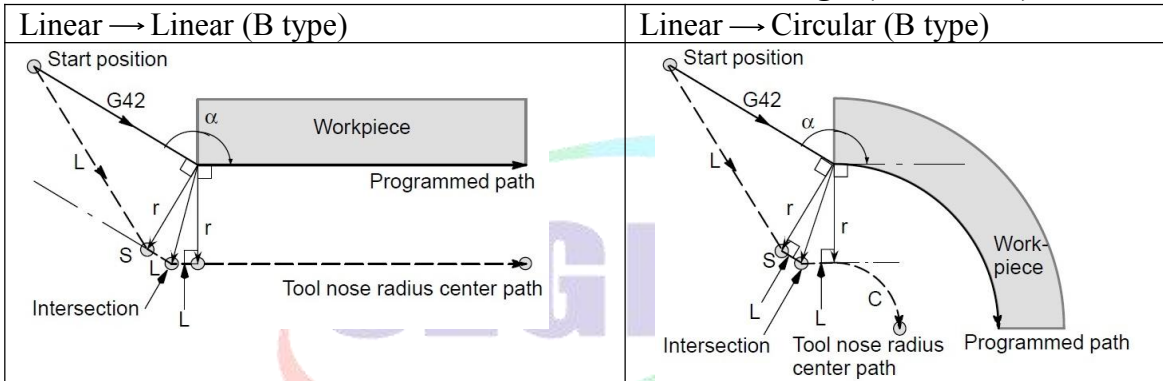 Linear → Linear (B type)
Linear → Circular (B type)
Start position
G42
α
Workpiece
L
Programmed path
r
r
S
L
Intersection
L
Tool nose radius center path
Start position
G42
α
L
r
r
Work-
piece
S
L
L
C
Intersection
Tool nose radius
center path
Programmed path